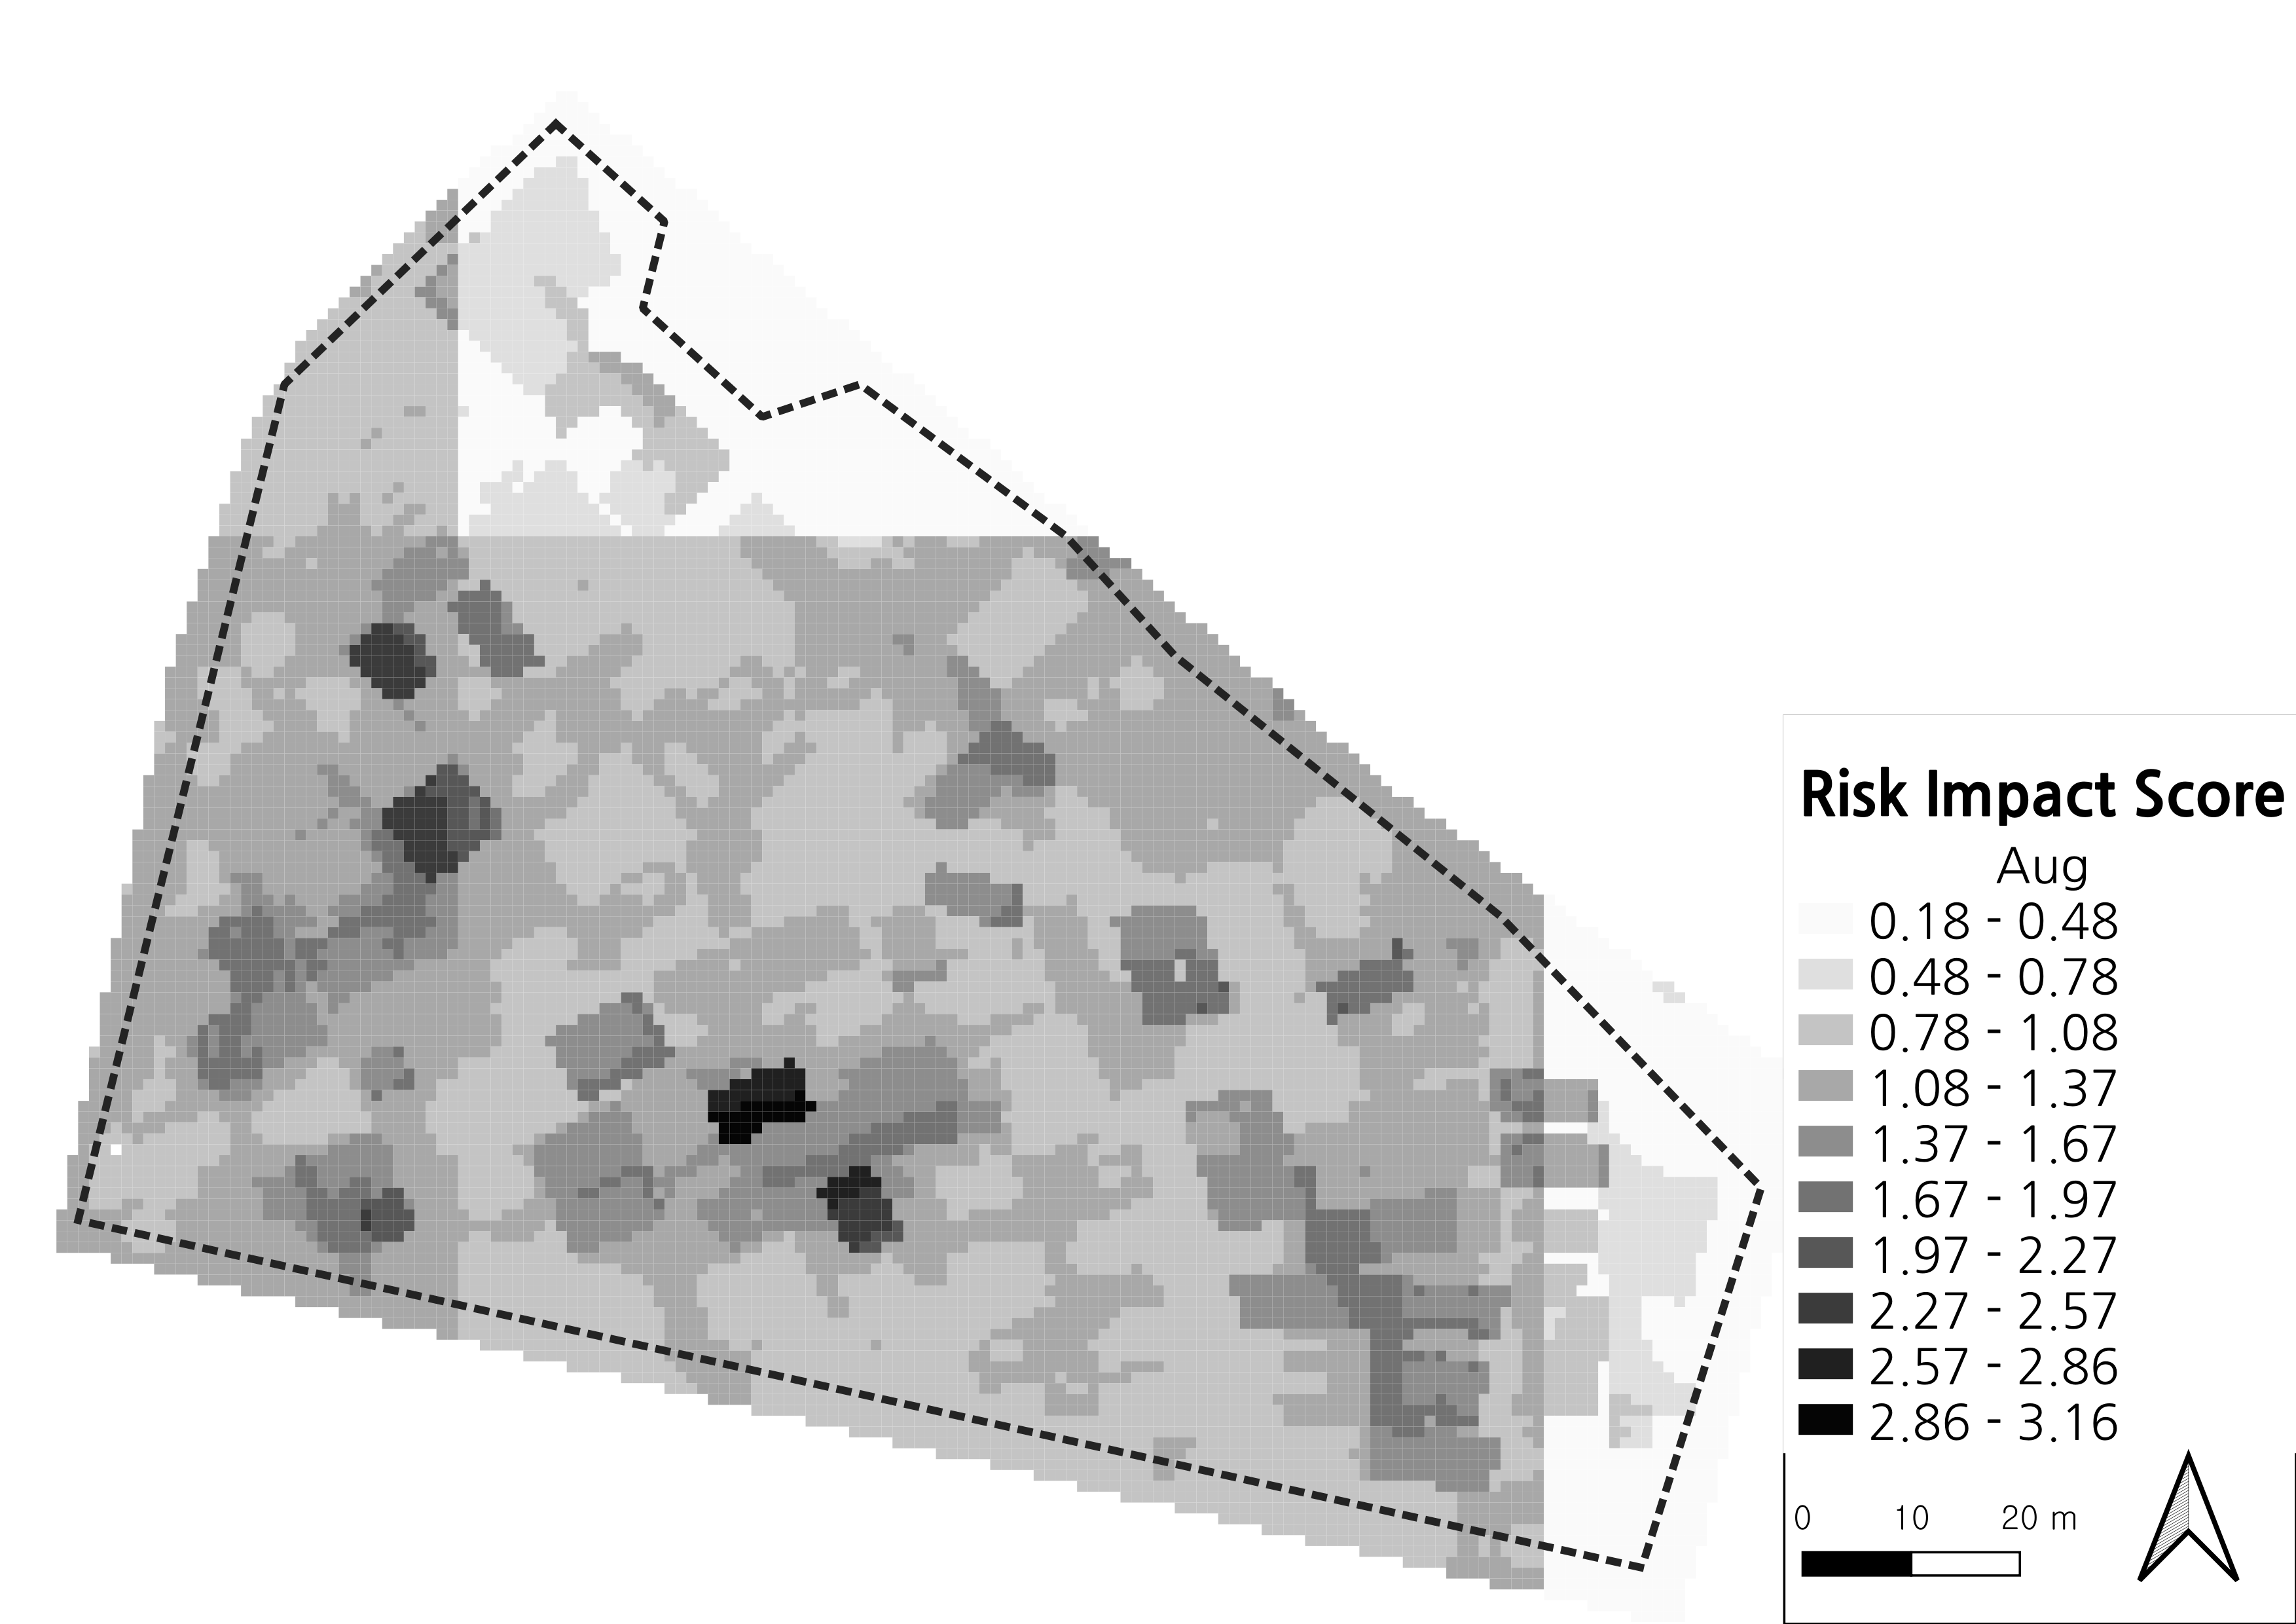 Risk Impact Score
Aug
0.18 - 0.48
0.48 - 0.78
0.78 - 1.08
1.08 - 1.37
1.37 - 1.67
1.67 - 1.97
1.97 - 2.27
2.27 - 2.57
2.57 - 2.86
2.86 - 3.16
0 10 20 m